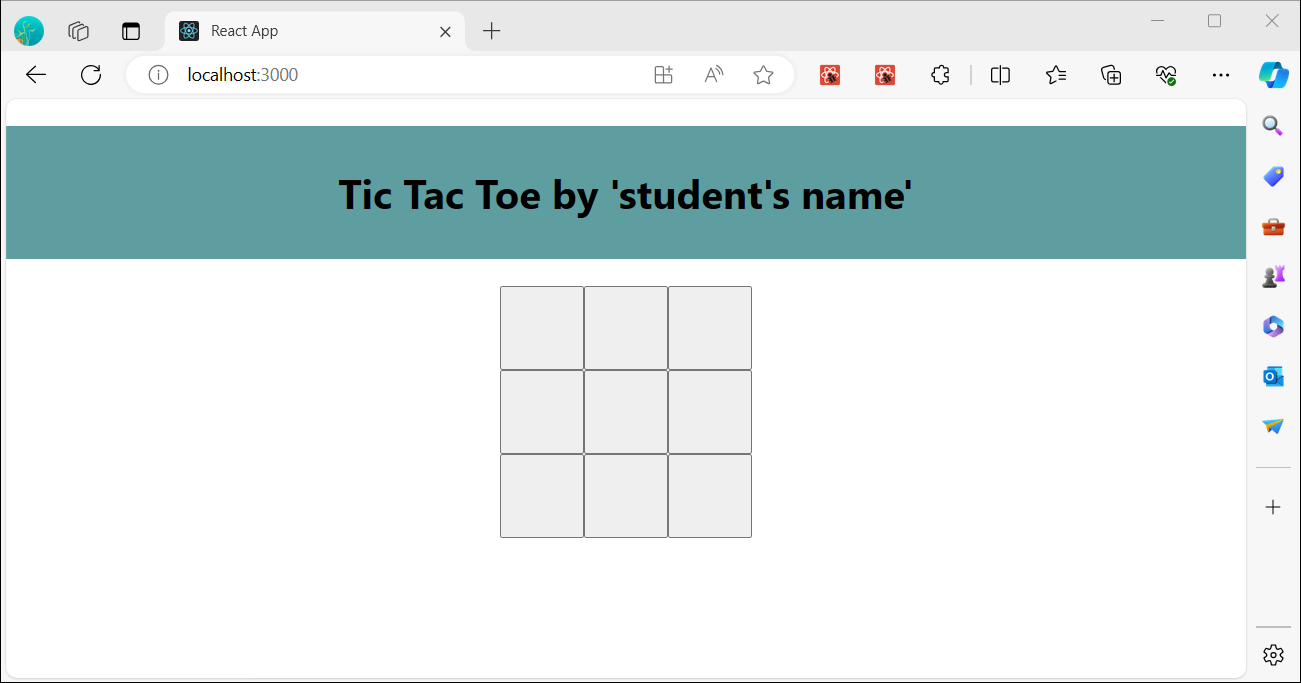 React App
localhost:3000
Tic Tac Toe by 'student's name'